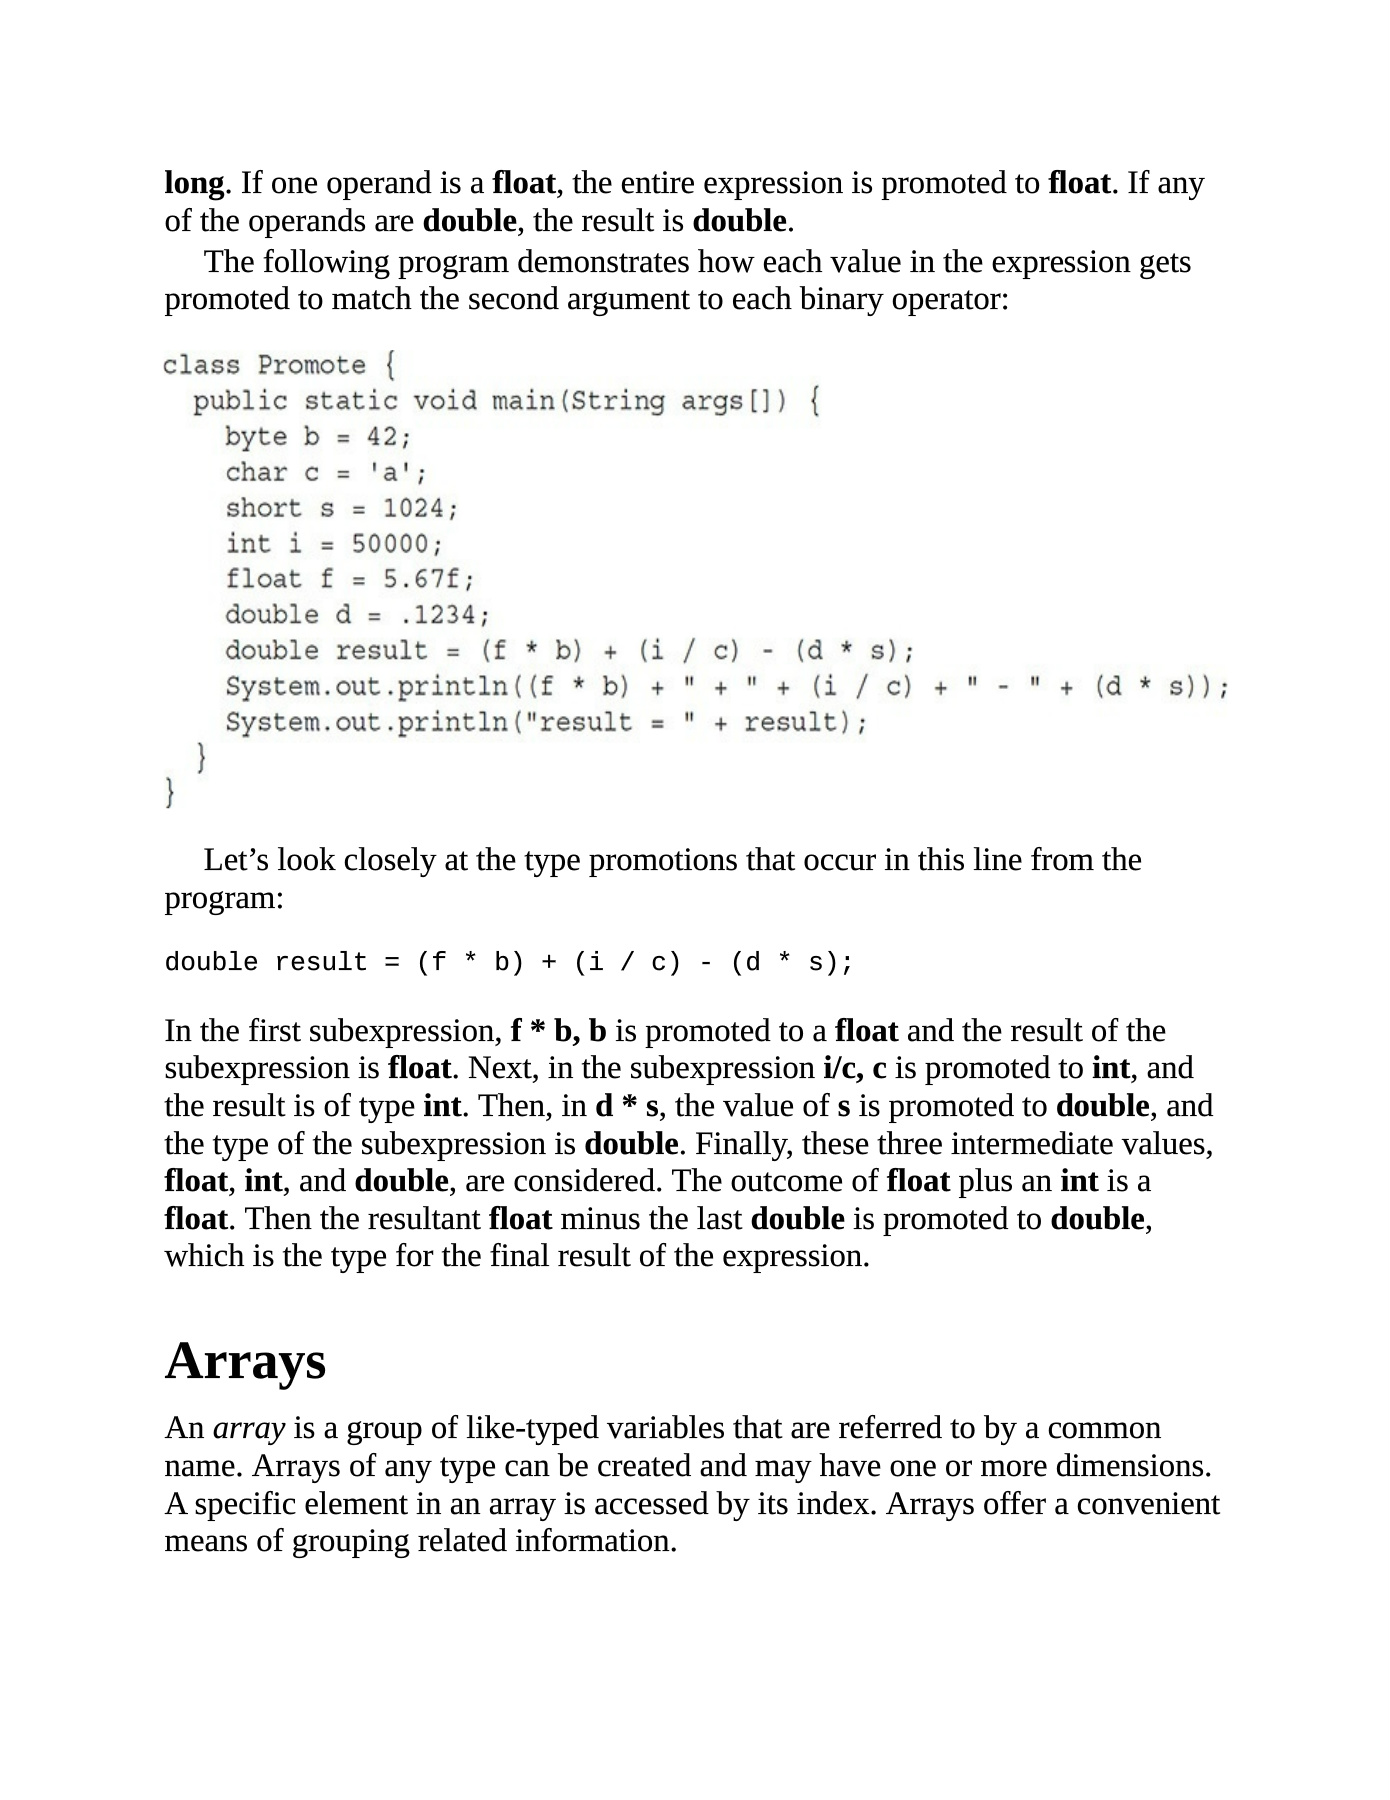 long. If one operand is a float, the entire expression is promoted to float. If any
of the operands are double, the result is double.
The following program demonstrates how each value in the expression gets
promoted to match the second argument to each binary operator:
class Promote {
  public static void main(String args[]) {
    byte b = 42;
    char c = 'a';
    short s = 1024;
    int i = 50000;
    float f = 5.67f;
    double d = .1234;
    double result = (f * b) + (i / c) - (d * s);
    System.out.println((f * b) + " + " + (i / c) + " - " + (d * s));
    System.out.println("result = " + result);
  }
}
Let’s look closely at the type promotions that occur in this line from the
program:
double result = (f * b) + (i / c) - (d * s);
In the first subexpression, f * b, b is promoted to a float and the result of the
subexpression is float. Next, in the subexpression i/c, c is promoted to int, and
the result is of type int. Then, in d * s, the value of s is promoted to double, and
the type of the subexpression is double. Finally, these three intermediate values,
float, int, and double, are considered. The outcome of float plus an int is a
float. Then the resultant float minus the last double is promoted to double,
which is the type for the final result of the expression.
Arrays
An array is a group of like-typed variables that are referred to by a common
name. Arrays of any type can be created and may have one or more dimensions.
A specific element in an array is accessed by its index. Arrays offer a convenient
means of grouping related information.